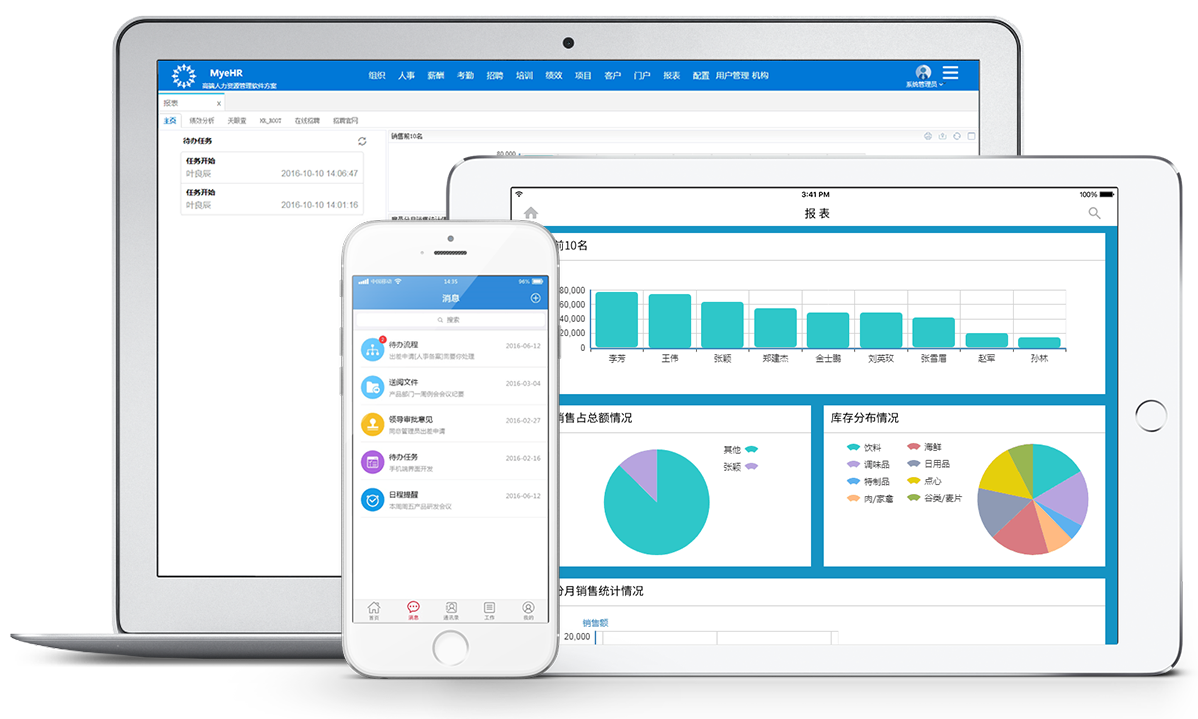 MyeHR
高端人力资源管理软件方案
组织 人事 薪酬 考勤 招聘 培训 绩效 项目 客户 门户 报表 配置 用户管理 机构
系统管理员
报表 x
主页 绩效分析 天眼查 XX_BOOT 在线招聘 招聘官网
待办任务
任务开始
叶良辰 2016-10-10 14:06:47
任务开始
叶良辰 2016-10-10 14:01:16
销售前10名
80,000
3:41 PM
100%
报表
前10名
80,000
60,000
40,000
20,000
0
李芳 王伟 张颖 郑建杰 金士鹏 刘英玫 张雪眉 赵军 孙林
销售占总额情况
其他
张颖
库存分布情况
饮料 海鲜
调味品 日用品
特制品 点心
肉/家禽 谷类/麦片
分月销售统计情况
销售额
20,000
中国移动 14:35 96%
消息
搜索
待办流程 2016-06-12
出差申请[人事备案]需要你处理
送阅文件 2016-03-04
产品部门一周例会会议纪要
领导审批意见 2016-02-27
同意管理员出差申请
待办任务 2016-02-16
手机端界面开发
日程提醒 2016-06-12
本周周五产品研发会议
首页 消息 通讯录 工作 我的